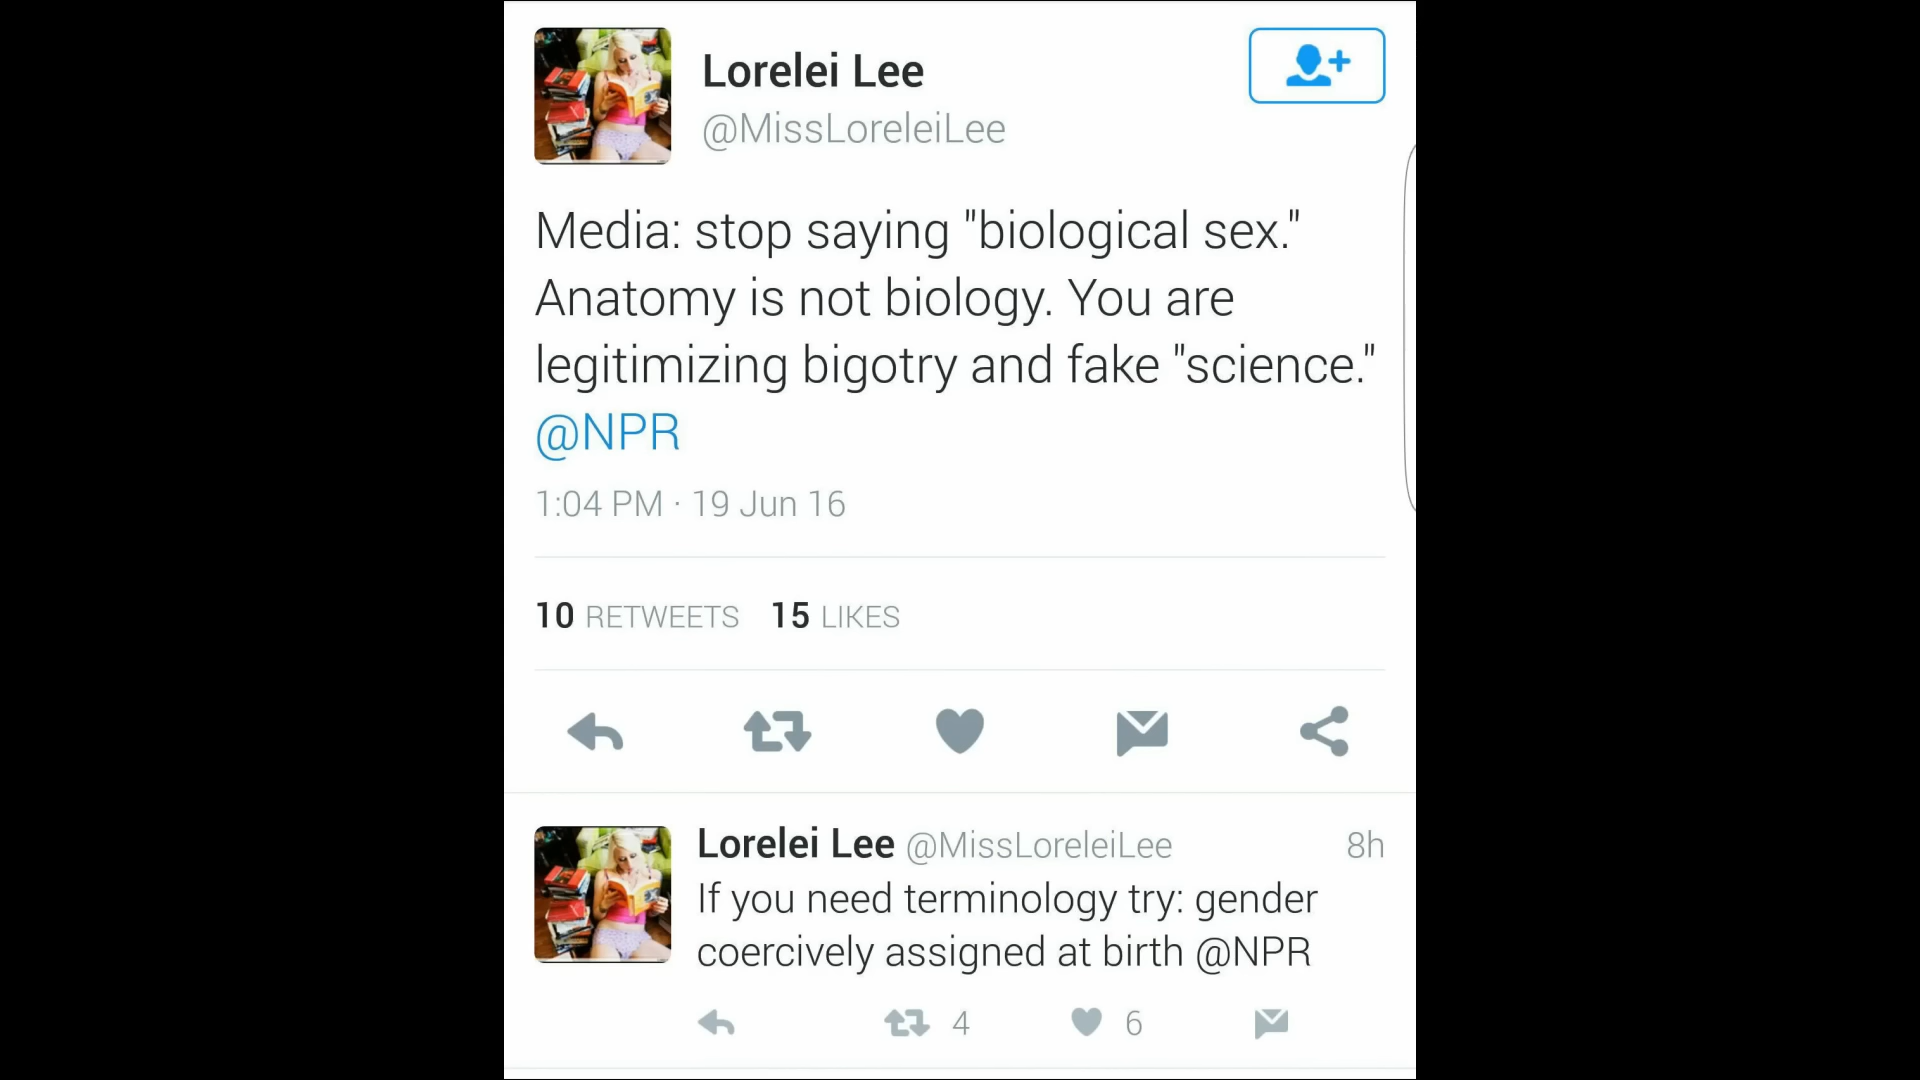 Lorelei Lee
@MissLoreleiLee
Media: stop saying "biological sex."
Anatomy is not biology. You are
legitimizing bigotry and fake "science."
@NPR
1:04 PM · 19 Jun 16
10 RETWEETS 15 LIKES
Lorelei Lee @MissLoreleiLee 8h
If you need terminology try: gender
coercively assigned at birth @NPR
4 6